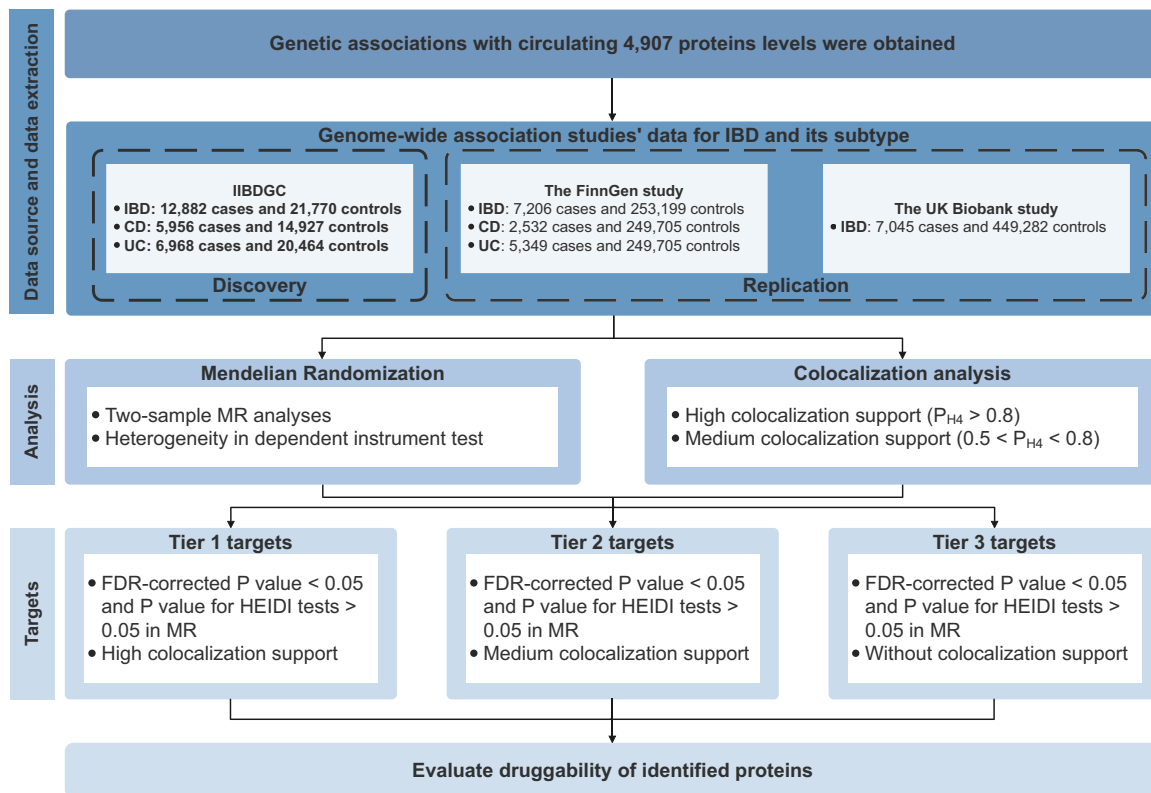 Data source and data extraction
Genetic associations with circulating 4,907 proteins levels were obtained
Genome-wide association studies' data for IBD and its subtype
IIBDGC
• IBD: 12,882 cases and 21,770 controls
• CD: 5,956 cases and 14,927 controls
• UC: 6,968 cases and 20,464 controls
Discovery
The FinnGen study
• IBD: 7,206 cases and 253,199 controls
• CD: 2,532 cases and 249,705 controls
• UC: 5,349 cases and 249,705 controls
The UK Biobank study
• IBD: 7,045 cases and 449,282 controls
Replication
Analysis
Mendelian Randomization
• Two-sample MR analyses
• Heterogeneity in dependent instrument test
Colocalization analysis
• High colocalization support (P_H4 > 0.8)
• Medium colocalization support (0.5 < P_H4 < 0.8)
Targets
Tier 1 targets
• FDR-corrected P value < 0.05
and P value for HEIDI tests >
0.05 in MR
• High colocalization support
Tier 2 targets
• FDR-corrected P value < 0.05
and P value for HEIDI tests >
0.05 in MR
• Medium colocalization support
Tier 3 targets
• FDR-corrected P value < 0.05
and P value for HEIDI tests >
0.05 in MR
• Without colocalization support
Evaluate druggability of identified proteins